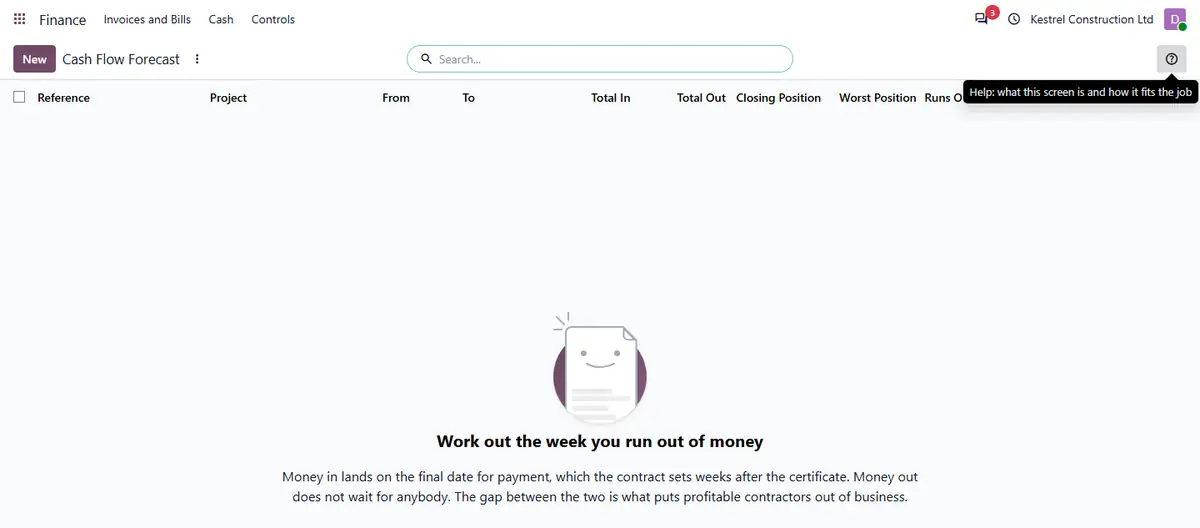 Finance Invoices and Bills Cash Controls 3 Kestrel Construction Ltd D
New Cash Flow Forecast Search...
Help: what this screen is and how it fits the job
Reference Project From To Total In Total Out Closing Position Worst Position Runs
Work out the week you run out of money
Money in lands on the final date for payment, which the contract sets weeks after the certificate. Money out
does not wait for anybody. The gap between the two is what puts profitable contractors out of business.